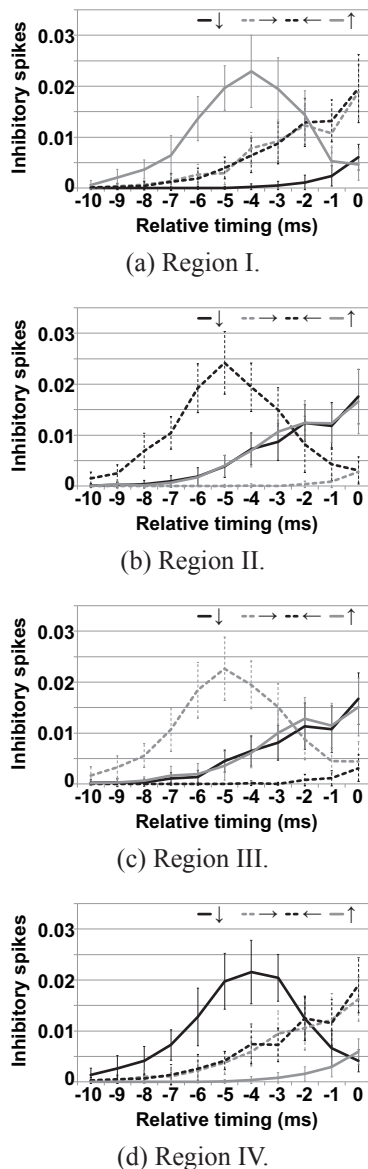 ↓ → ← ↑
Inhibitory spikes
0.03
0.02
0.01
0
-10 -9 -8 -7 -6 -5 -4 -3 -2 -1 0
Relative timing (ms)
(a) Region I.
↓ → ← ↑
Inhibitory spikes
0.03
0.02
0.01
0
-10 -9 -8 -7 -6 -5 -4 -3 -2 -1 0
Relative timing (ms)
(b) Region II.
↓ → ← ↑
Inhibitory spikes
0.03
0.02
0.01
0
-10 -9 -8 -7 -6 -5 -4 -3 -2 -1 0
Relative timing (ms)
(c) Region III.
↓ → ← ↑
Inhibitory spikes
0.03
0.02
0.01
0
-10 -9 -8 -7 -6 -5 -4 -3 -2 -1 0
Relative timing (ms)
(d) Region IV.